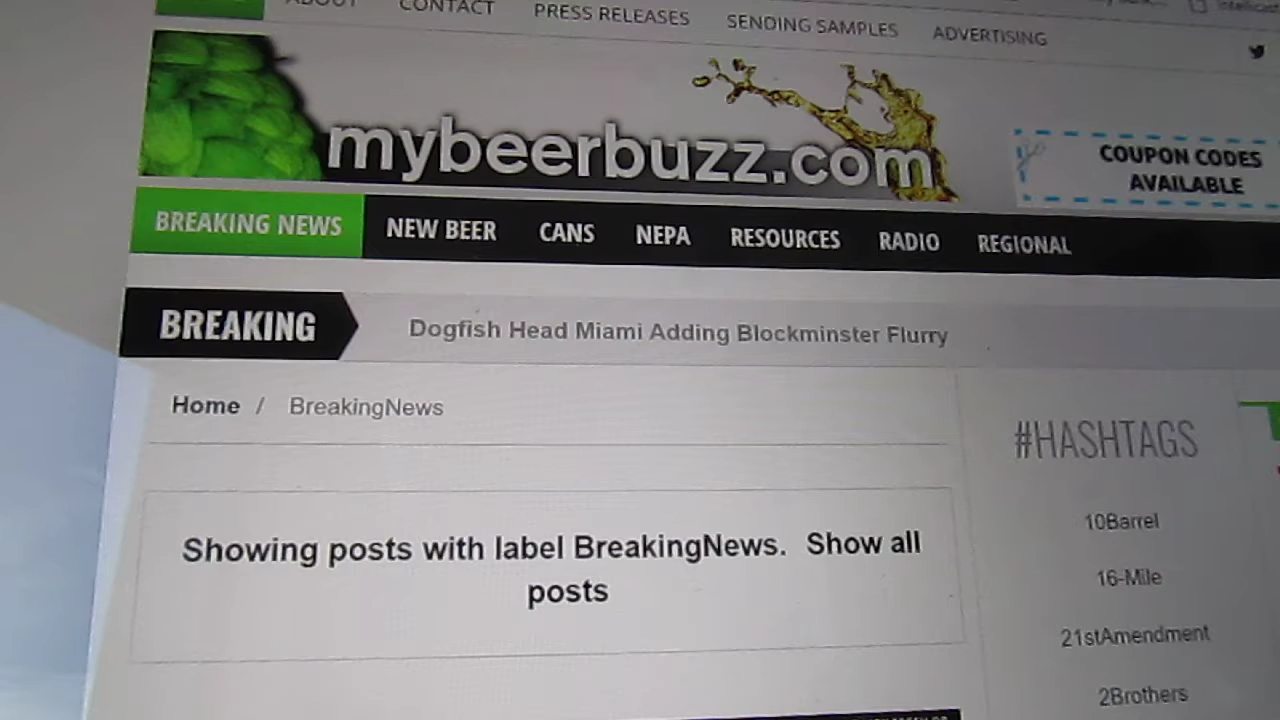 ABOUT CONTACT PRESS RELEASES SENDING SAMPLES ADVERTISING
mybeerbuzz.com
COUPON CODES
AVAILABLE
BREAKING NEWS NEW BEER CANS NEPA RESOURCES RADIO REGIONAL
BREAKING Dogfish Head Miami Adding Blockminster Flurry
Home / BreakingNews
Showing posts with label BreakingNews. Show all
posts
#HASHTAGS
10Barrel
16-Mile
21stAmendment
2Brothers